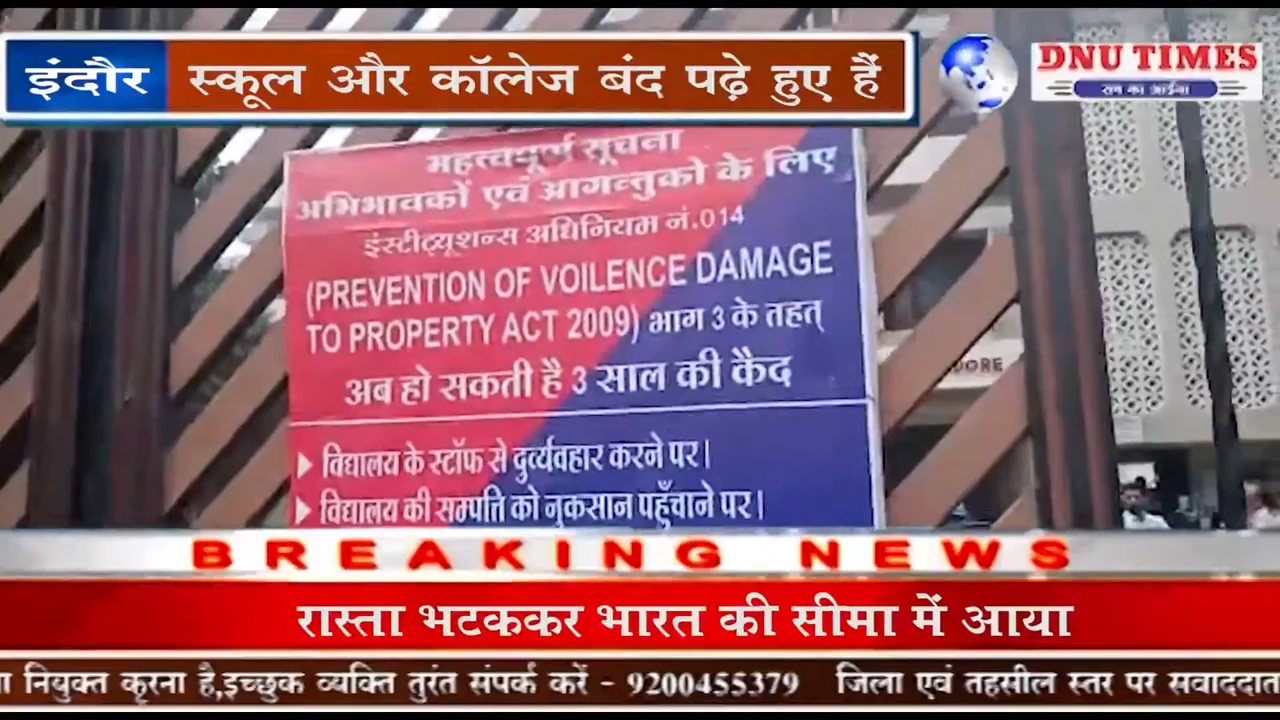 इंदौर स्कूल और कॉलेज बंद पढ़े हुए हैं
DNU TIMES
सच का आईना
महत्त्वपूर्ण सूचना
अभिभावकों एवं आगन्तुको के लिए
इंस्टीट्यूशन्स अधिनियम नं.014
(PREVENTION OF VOILENCE DAMAGE
TO PROPERTY ACT 2009) भाग 3 के तहत्
अब हो सकती है 3 साल की कैद
विद्यालय के स्टॉफ से दुर्व्यवहार करने पर।
विद्यालय की सम्पति को नुकसान पहुँचाने पर।
DORE
BREAKING NEWS
रास्ता भटककर भारत की सीमा में आया
नियुक्त करना है,इच्छुक व्यक्ति तुरंत संपर्क करें - 9200455379 जिला एवं तहसील स्तर पर सवाददात